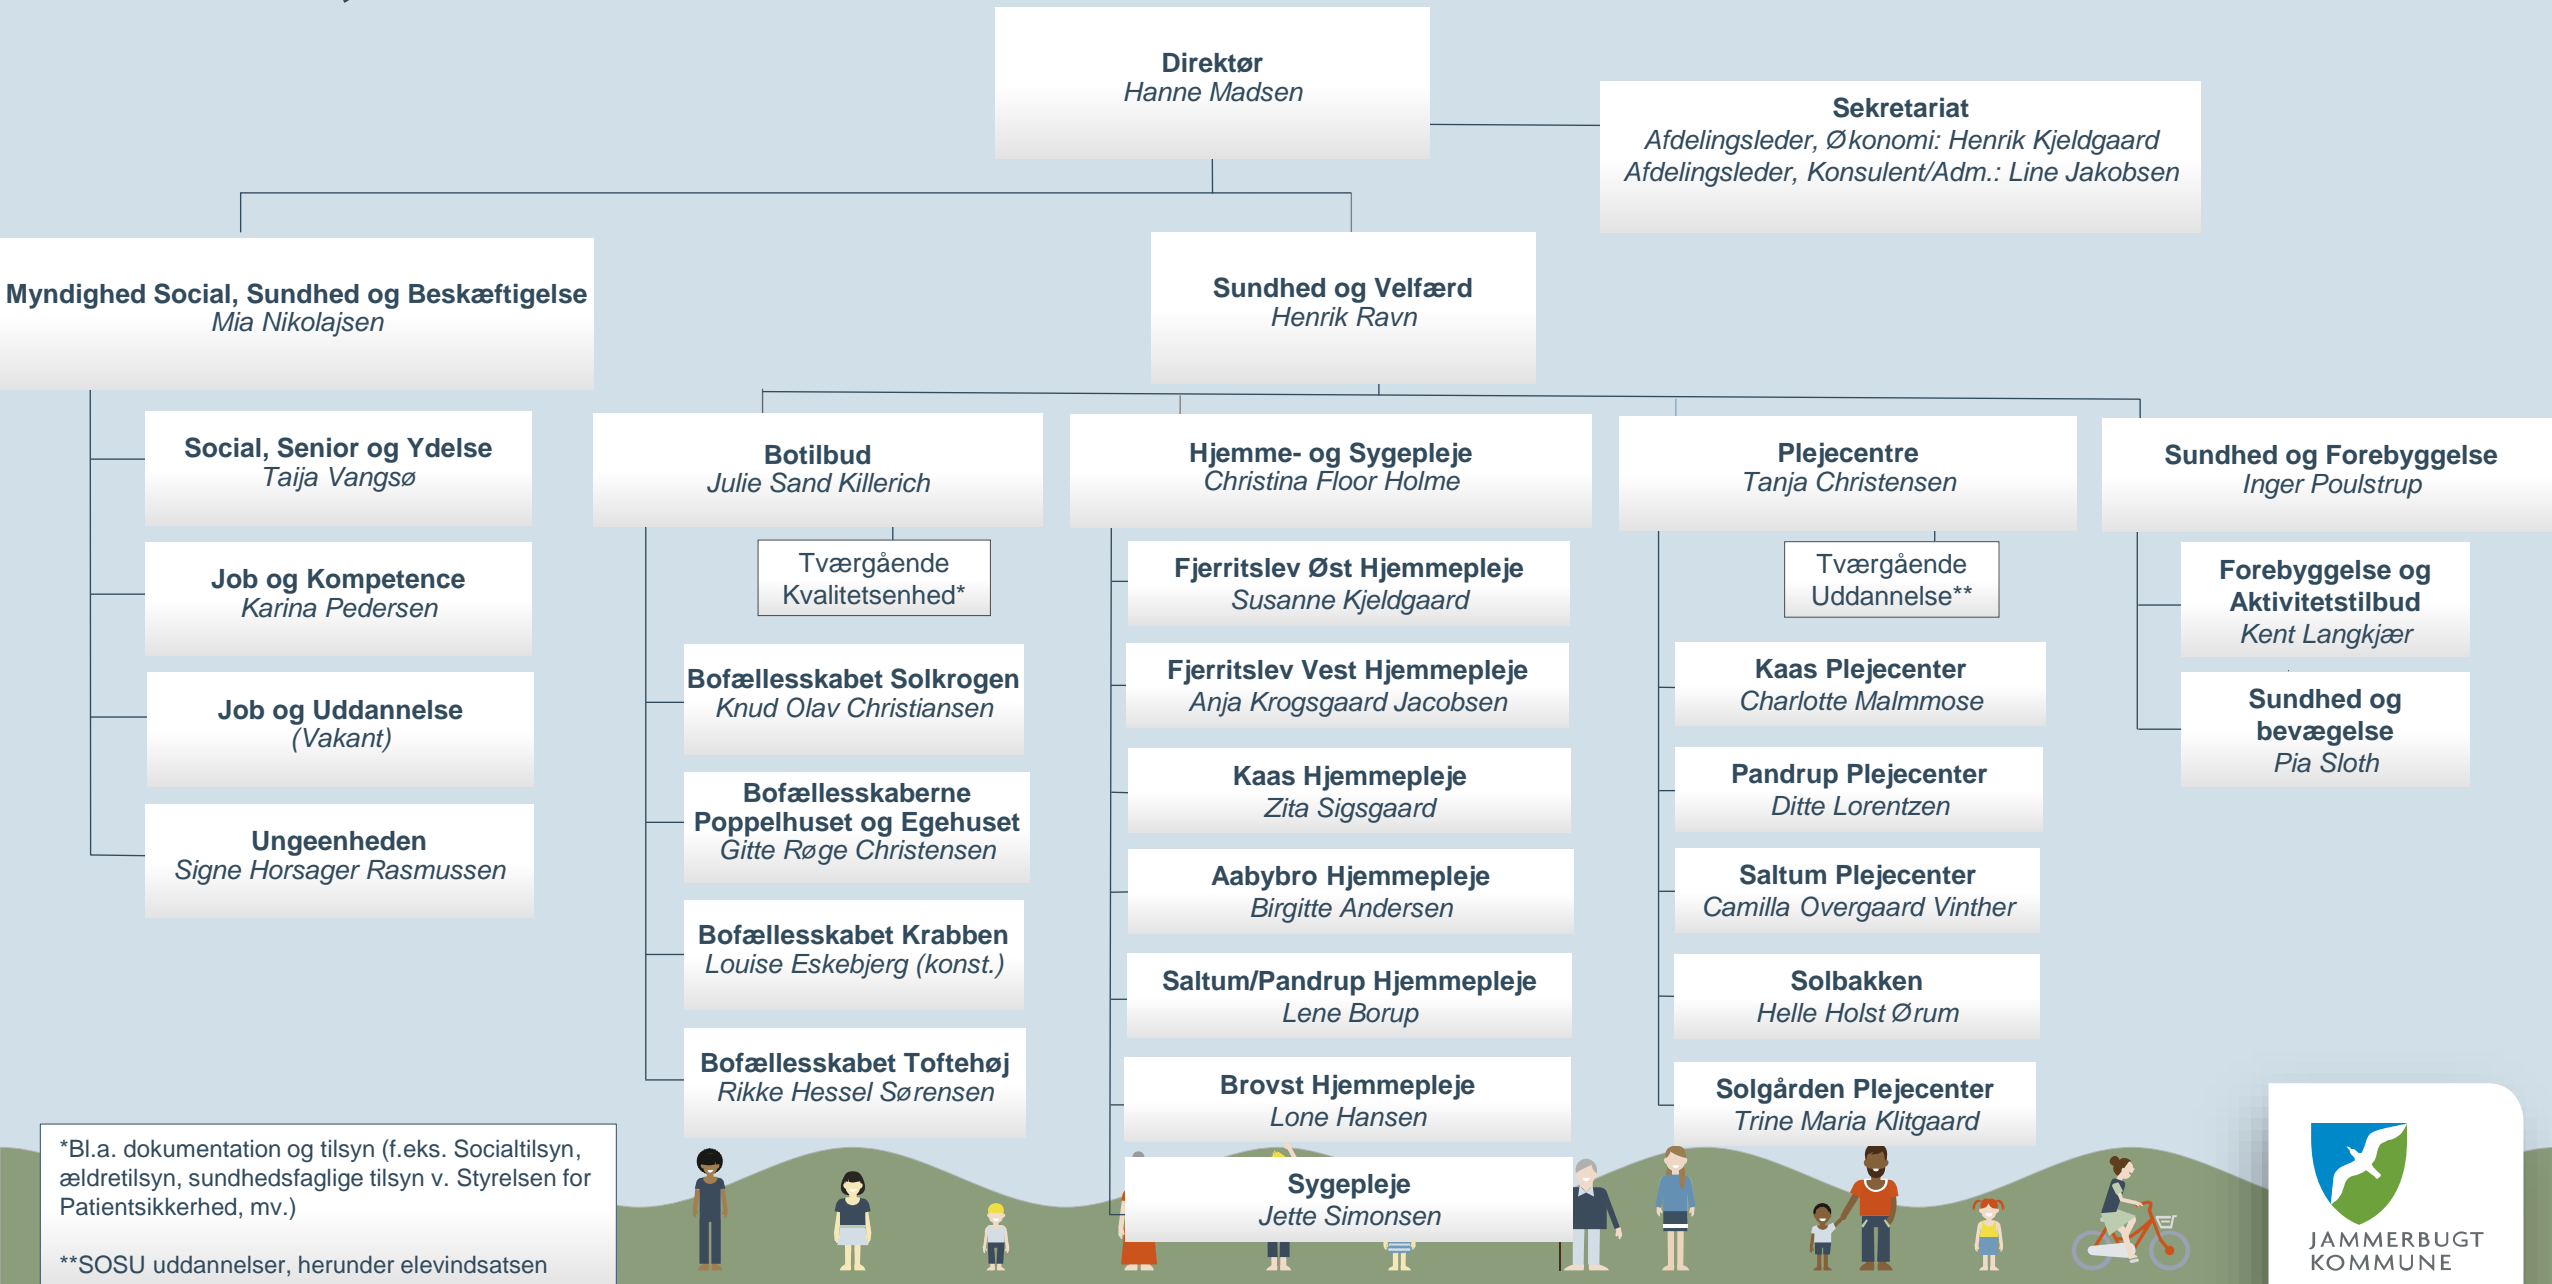 Direktør
Hanne Madsen
Sekretariat
Afdelingsleder, Økonomi: Henrik Kjeldgaard
Afdelingsleder, Konsulent/Adm.: Line Jakobsen
Myndighed Social, Sundhed og Beskæftigelse
Mia Nikolajsen
Sundhed og Velfærd
Henrik Ravn
Social, Senior og Ydelse
Taija Vangsø
Job og Kompetence
Karina Pedersen
Job og Uddannelse
(Vakant)
Ungeenheden
Signe Horsager Rasmussen
Botilbud
Julie Sand Killerich
Tværgående
Kvalitetsenhed*
Bofællesskabet Solkrogen
Knud Olav Christiansen
Bofællesskaberne
Poppelhuset og Egehuset
Gitte Røge Christensen
Bofællesskabet Krabben
Louise Eskebjerg (konst.)
Bofællesskabet Toftehøj
Rikke Hessel Sørensen
Hjemme- og Sygepleje
Christina Floor Holme
Fjerritslev Øst Hjemmepleje
Susanne Kjeldgaard
Fjerritslev Vest Hjemmepleje
Anja Krogsgaard Jacobsen
Kaas Hjemmepleje
Zita Sigsgaard
Aabybro Hjemmepleje
Birgitte Andersen
Saltum/Pandrup Hjemmepleje
Lene Borup
Brovst Hjemmepleje
Lone Hansen
Sygepleje
Jette Simonsen
Plejecentre
Tanja Christensen
Tværgående
Uddannelse**
Kaas Plejecenter
Charlotte Malmmose
Pandrup Plejecenter
Ditte Lorentzen
Saltum Plejecenter
Camilla Overgaard Vinther
Solbakken
Helle Holst Ørum
Solgården Plejecenter
Trine Maria Klitgaard
Sundhed og Forebyggelse
Inger Poulstrup
Forebyggelse og
Aktivitetstilbud
Kent Langkjær
Sundhed og
bevægelse
Pia Sloth
*Bl.a. dokumentation og tilsyn (f.eks. Socialtilsyn,
ældretilsyn, sundhedsfaglige tilsyn v. Styrelsen for
Patientsikkerhed, mv.)
**SOSU uddannelser, herunder elevindsatsen
JAMMERBUGT
KOMMUNE